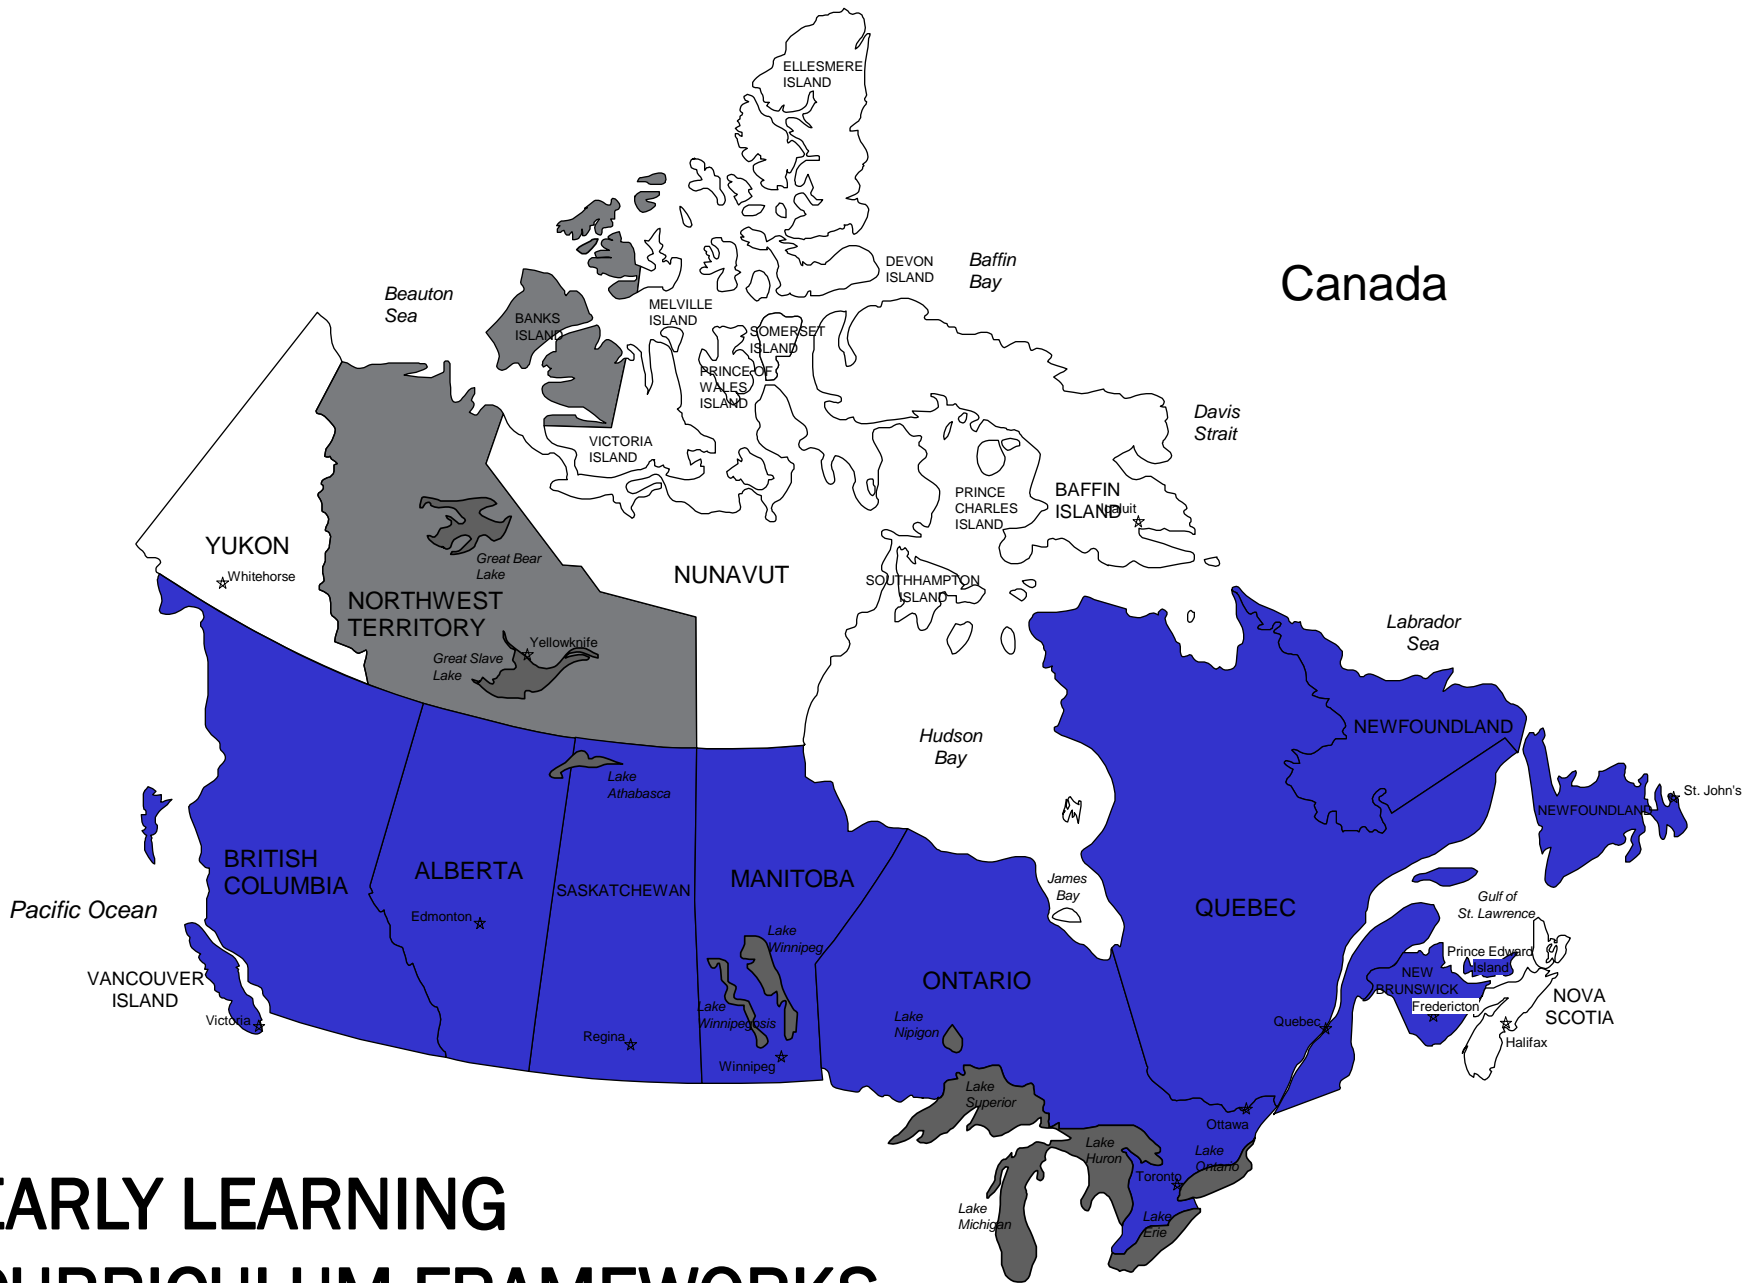 ELLESMERE
ISLAND
DEVON
ISLAND
Baffin
Bay
Canada
Beauton
Sea
MELVILLE
ISLAND
BANKS
ISLAND
SOMERSET
ISLAND
PRINCE OF
WALES
ISLAND
Davis
Strait
VICTORIA
ISLAND
PRINCE
CHARLES
ISLAND
BAFFIN
ISLAND
Iqaluit
YUKON
Whitehorse
Great Bear
Lake
NUNAVUT
SOUTHHAMPTON
ISLAND
NORTHWEST
TERRITORY
Yellowknife
Great Slave
Lake
Labrador
Sea
Hudson
Bay
NEWFOUNDLAND
Lake
Athabasca
St. John's
NEWFOUNDLAND
BRITISH
COLUMBIA
ALBERTA
SASKATCHEWAN
MANITOBA
James
Bay
QUEBEC
Gulf of
St. Lawrence
Pacific Ocean
Edmonton
Lake
Winnipeg
Prince Edward
Island
VANCOUVER
ISLAND
ONTARIO
NEW
BRUNSWICK
Fredericton
NOVA
SCOTIA
Lake
Winnipegosis
Victoria
Lake
Nipigon
Quebec
Regina
Halifax
Winnipeg
Lake
Superior
Ottawa
Lake
Huron
Lake
Ontario
Toronto
Lake
Michigan
Lake
Erie
EARLY LEARNING
CURRICULUM FRAMEWORKS